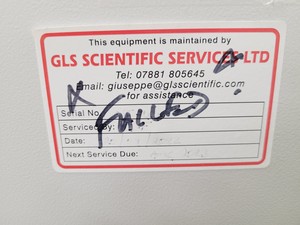 This equipment is maintained by
GLS SCIENTIFIC SERVICES LTD
Tel: 07881 805645
Email: giuseppe@glsscientific.com
for assistance
Serial No
Serviced By:
Date:
Next Service Due: